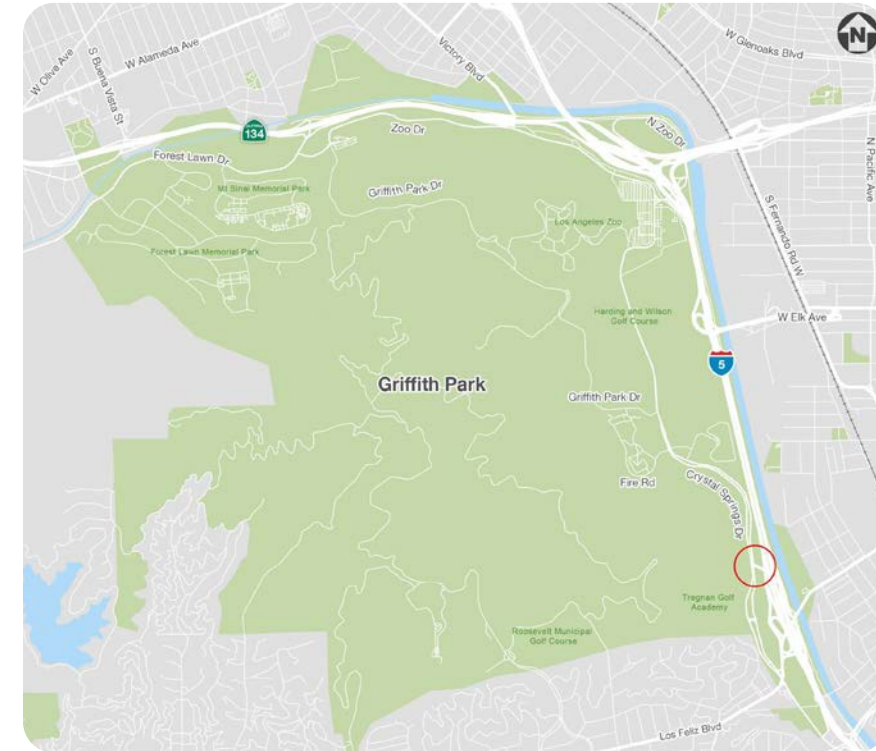 N
W Olive Ave
S Buena Vista St
W Alameda Ave
Victory Blvd
W Glenoaks Blvd
134
Zoo Dr
N Zoo Dr
Forest Lawn Dr
N Pacific Ave
Mt Sinai Memorial Park
Griffith Park Dr
Los Angeles Zoo
S Fernando Rd W
Forest Lawn Memorial Park
Harding and Wilson
Golf Course
W Elk Ave
5
Griffith Park
Griffith Park Dr
Fire Rd
Crystal Springs Dr
Tregnan Golf
Academy
Roosevelt Municipal
Golf Course
Los Feliz Blvd